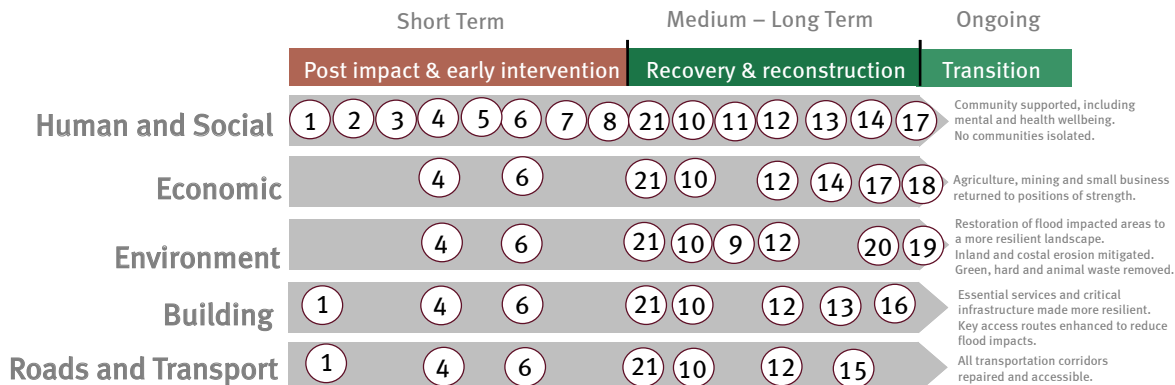 Short Term
Medium – Long Term
Ongoing
Post impact & early intervention
Recovery & reconstruction
Transition
Human and Social
1 2 3 4 5 6 7 8 21 10 11 12 13 14 17
Community supported, including
mental and health wellbeing.
No communities isolated.
Economic
4 6 21 10 12 14 17 18
Agriculture, mining and small business
returned to positions of strength.
Environment
4 6 21 10 9 12 20 19
Restoration of flood impacted areas to
a more resilient landscape.
Inland and costal erosion mitigated.
Green, hard and animal waste removed.
Building
1 4 6 21 10 12 13 16
Essential services and critical
infrastructure made more resilient.
Key access routes enhanced to reduce
flood impacts.
Roads and Transport
1 4 6 21 10 12 15
All transportation corridors
repaired and accessible.